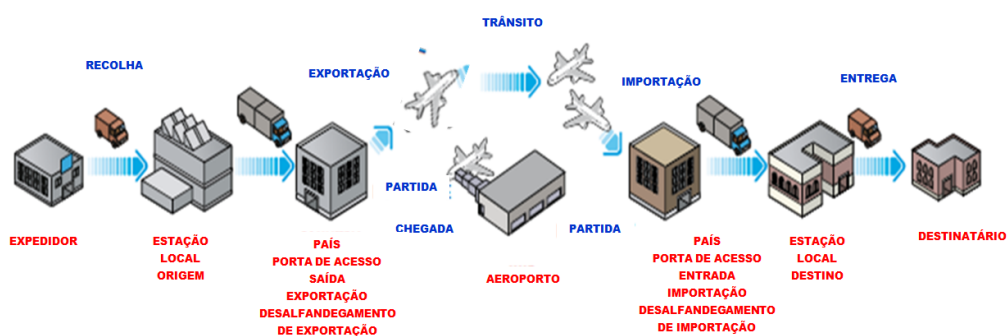 TRÂNSITO
RECOLHA
EXPORTAÇÃO
IMPORTAÇÃO
ENTREGA
PARTIDA
CHEGADA
PARTIDA
EXPEDIDOR
ESTAÇÃO
LOCAL
ORIGEM
PAÍS
PORTA DE ACESSO
SAÍDA
EXPORTAÇÃO
DESALFANDEGAMENTO
DE EXPORTAÇÃO
AEROPORTO
PAÍS
PORTA DE ACESSO
ENTRADA
IMPORTAÇÃO
DESALFANDEGAMENTO
DE IMPORTAÇÃO
ESTAÇÃO
LOCAL
DESTINO
DESTINATÁRIO